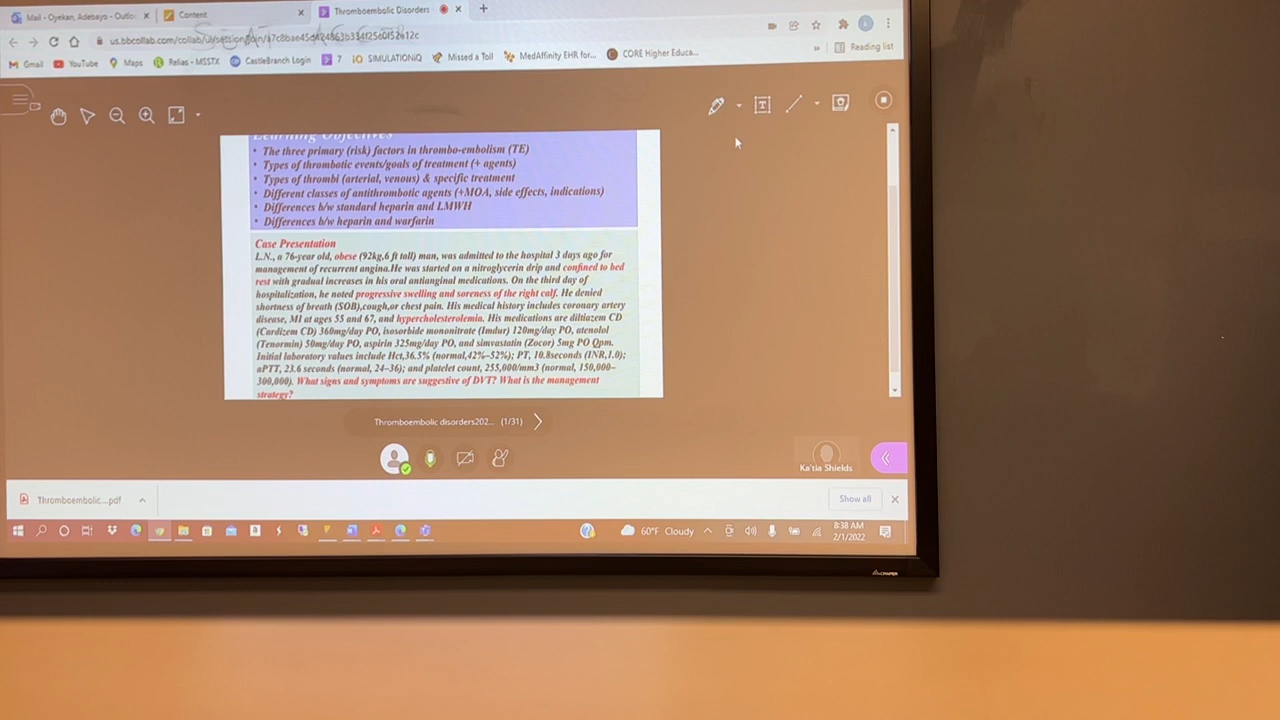 Mail - Oyekan, Adebayo - Outlo
Content
Thromboembolic Disorders
us.bbcollab.com/collab/ui/session/join/
Reading list
Gmail
YouTube
Maps
Relias - MSSTX
CastleBranch Login
7
SIMULATIONiQ
Missed a Toll
MedAffinity EHR for...
CORE Higher Educa...
Learning Objectives
• The three primary (risk) factors in thrombo-embolism (TE)
• Types of thrombotic events/goals of treatment (+ agents)
• Types of thrombi (arterial, venous) & specific treatment
• Different classes of antithrombotic agents (+MOA, side effects, indications)
• Differences b/w standard heparin and LMWH
• Differences b/w heparin and warfarin
Case Presentation
L.N., a 76-year old, obese (92kg,6 ft tall) man, was admitted to the hospital 3 days ago for
management of recurrent angina.He was started on a nitroglycerin drip and confined to bed
rest with gradual increases in his oral antianginal medications. On the third day of
hospitalization, he noted progressive swelling and soreness of the right calf. He denied
shortness of breath (SOB),cough,or chest pain. His medical history includes coronary artery
disease, MI at ages 55 and 67, and hypercholesterolemia. His medications are diltiazem CD
(Cardizem CD) 360mg/day PO, isosorbide mononitrate (Imdur) 120mg/day PO, atenolol
(Tenormin) 50mg/day PO, aspirin 325mg/day PO, and simvastatin (Zocor) 5mg PO Qpm.
Initial laboratory values include Hct,36.5% (normal,42%–52%); PT, 10.8seconds (INR,1.0);
aPTT, 23.6 seconds (normal, 24–36); and platelet count, 255,000/mm3 (normal, 150,000–
300,000). What signs and symptoms are suggestive of DVT? What is the management
strategy?
Thromboembolic disorders202... (1/31)
Ka'tia Shields
Thromboembolic....pdf
Show all
60°F Cloudy
8:38 AM
2/1/2022